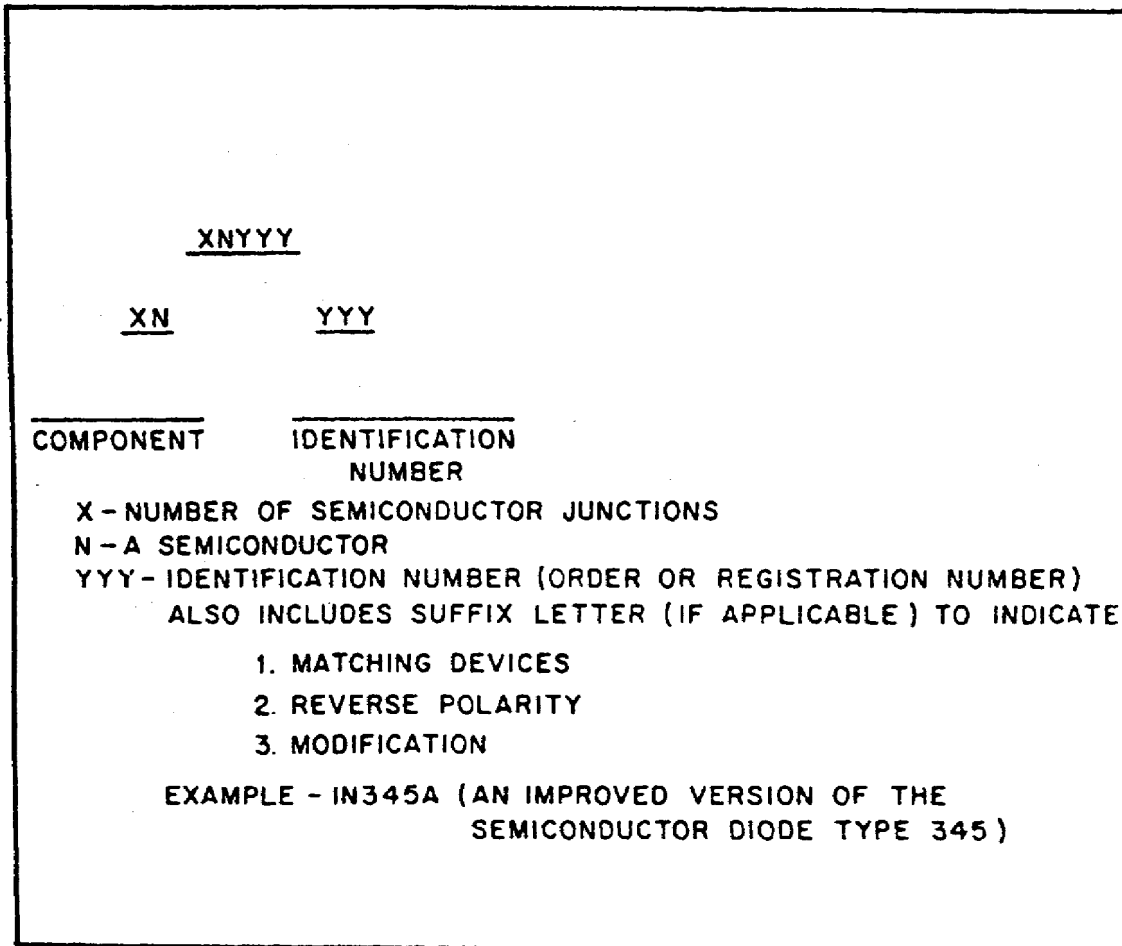 XNYYY
XN YYY
COMPONENT IDENTIFICATION
NUMBER
X - NUMBER OF SEMICONDUCTOR JUNCTIONS
N - A SEMICONDUCTOR
YYY - IDENTIFICATION NUMBER (ORDER OR REGISTRATION NUMBER)
ALSO INCLUDES SUFFIX LETTER (IF APPLICABLE) TO INDICATE
1. MATCHING DEVICES
2. REVERSE POLARITY
3. MODIFICATION
EXAMPLE - IN345A (AN IMPROVED VERSION OF THE
SEMICONDUCTOR DIODE TYPE 345)